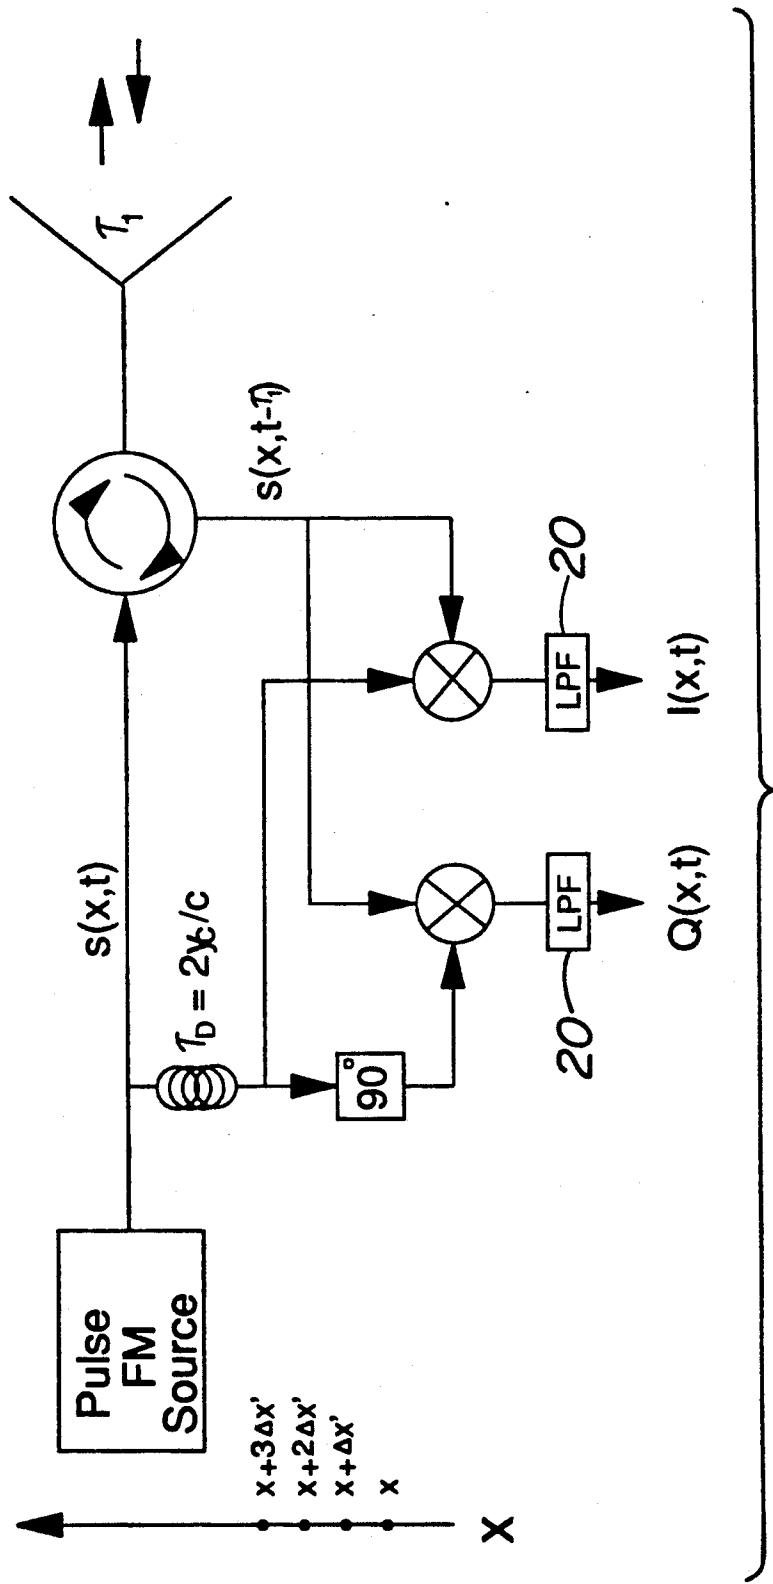 Pulse
FM
Source
s(x,t)
τD = 2yc/c
90°
s(x,t-τ1)
τ1
LPF
20
LPF
20
Q(x,t)
I(x,t)
x+3Δx'
x+2Δx'
x+Δx'
x
X